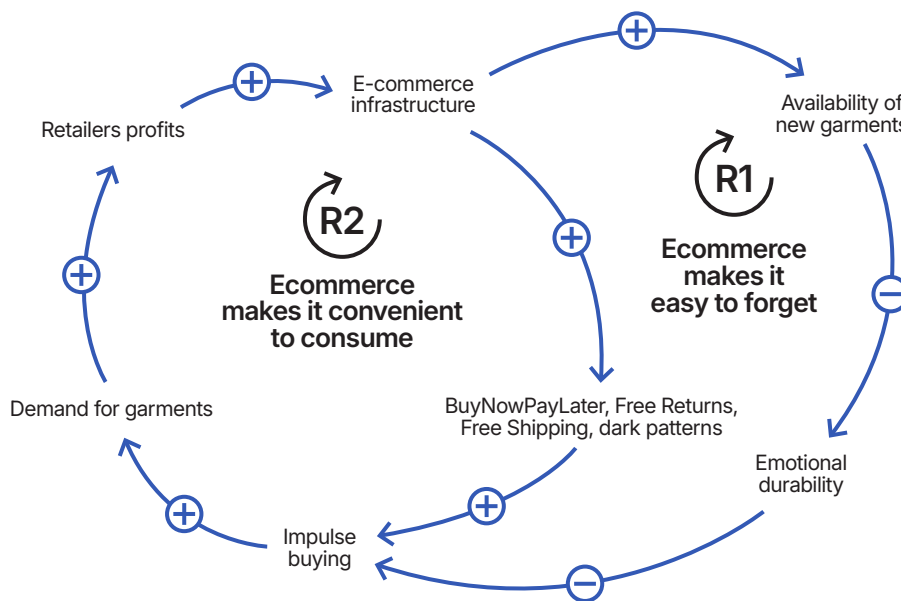 E-commerce
infrastructure
Availability of
new garments
Retailers profits
R1
R2
Ecommerce
makes it
easy to forget
Ecommerce
makes it convenient
to consume
Demand for garments
BuyNowPayLater, Free Returns,
Free Shipping, dark patterns
Emotional
durability
Impulse
buying